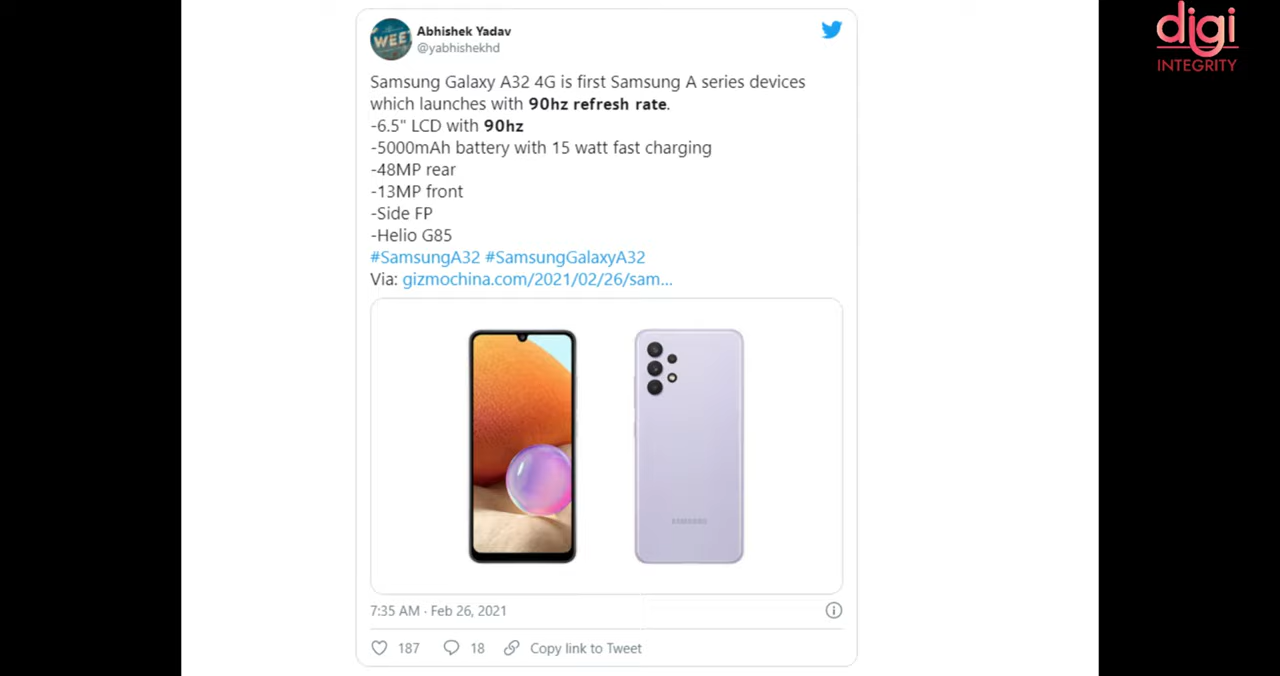 digi
INTEGRITY
WEE
Abhishek Yadav
@yabhishekhd
Samsung Galaxy A32 4G is first Samsung A series devices
which launches with 90hz refresh rate.
-6.5" LCD with 90hz
-5000mAh battery with 15 watt fast charging
-48MP rear
-13MP front
-Side FP
-Helio G85
#SamsungA32 #SamsungGalaxyA32
Via: gizmochina.com/2021/02/26/sam...
SAMSUNG
7:35 AM · Feb 26, 2021
187 18 Copy link to Tweet